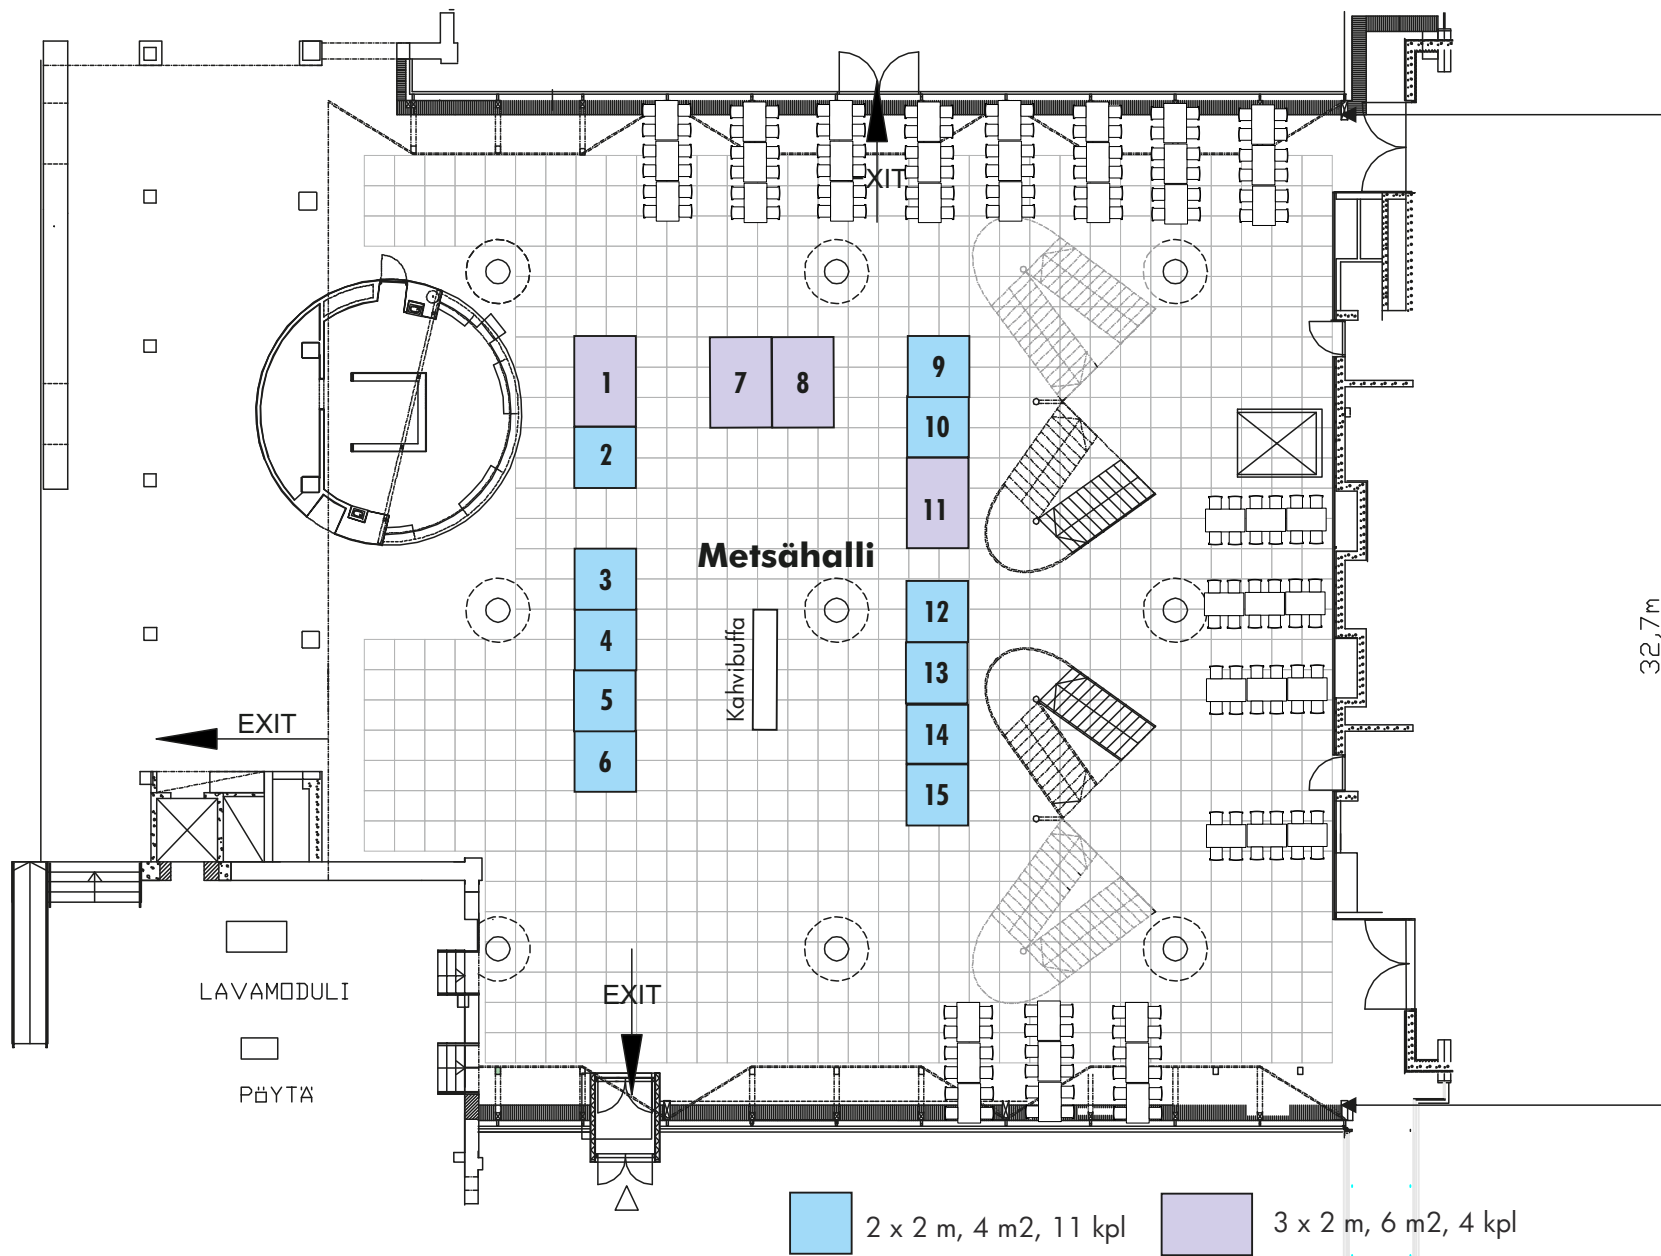 EXIT
1
7
8
9
2
10
11
Metsähalli
3
4
5
6
Kahvibuffa
12
13
14
15
32,7m
EXIT
LAVAMODULI
EXIT
PÖYTÄ
2 x 2 m, 4 m2, 11 kpl
3 x 2 m, 6 m2, 4 kpl